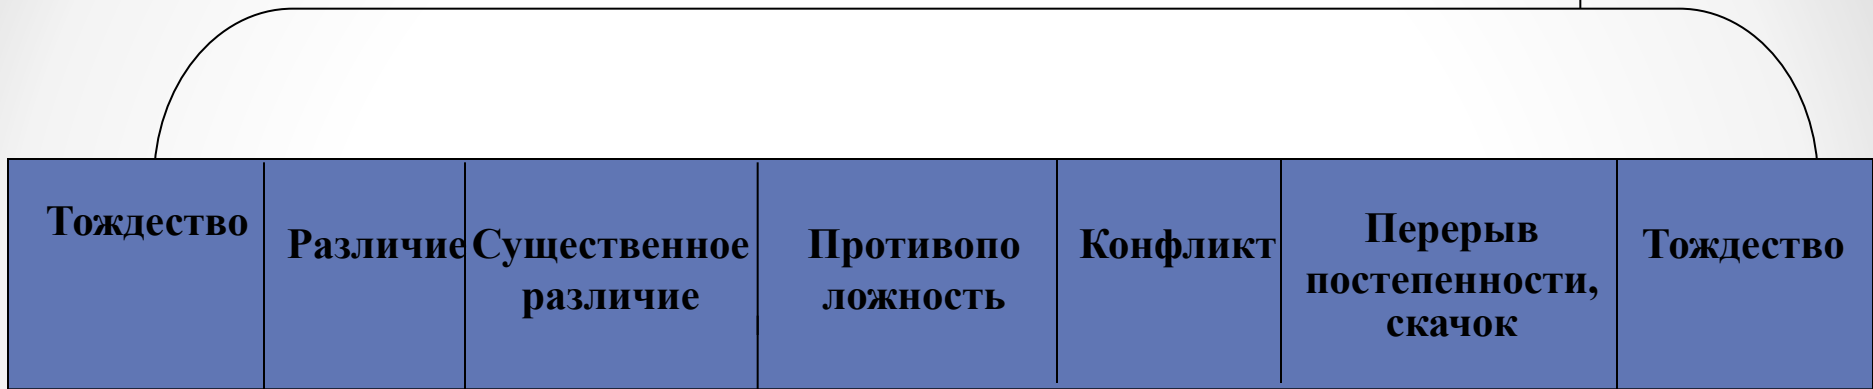 Тождество
Различие
Существенное
различие
Противопо
ложность
Конфликт
Перерыв
постепенности,
скачок
Тождество